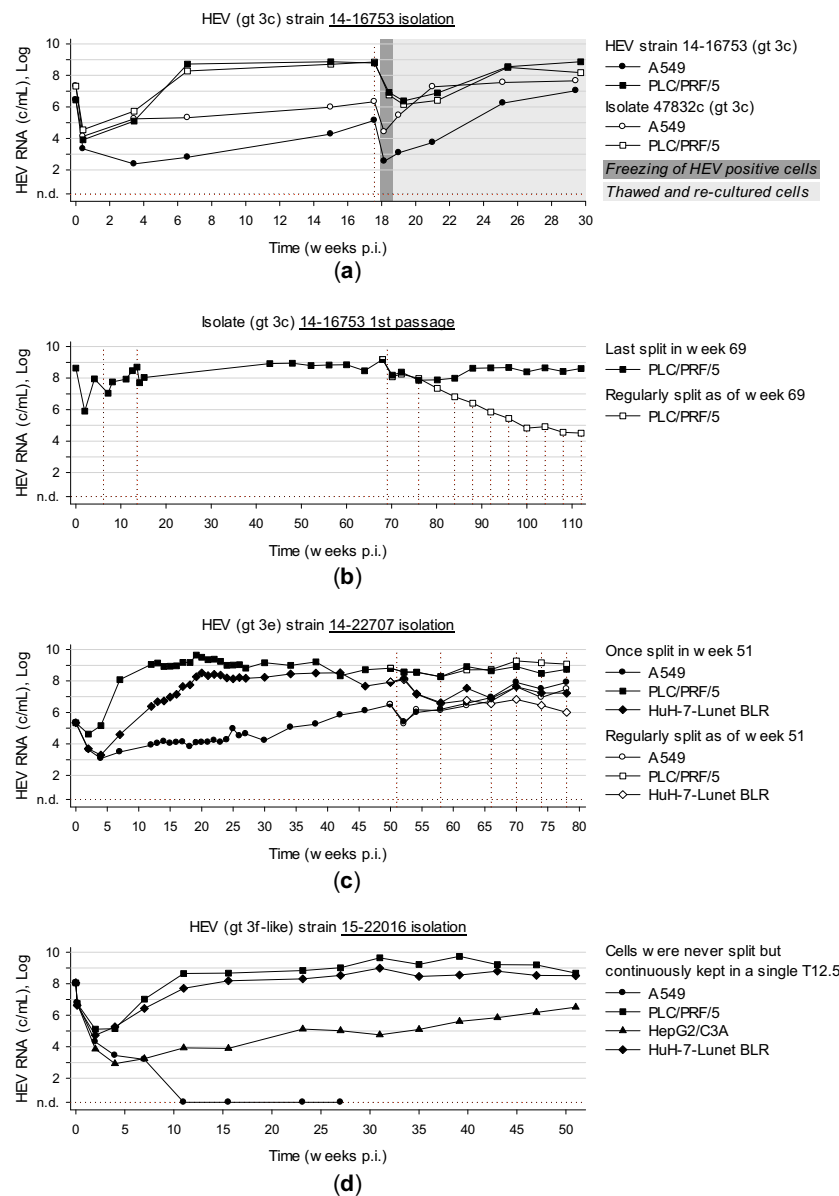 HEV (gt 3c) strain 14-16753 isolation
HEV RNA (c/mL), Log
10
8
6
4
2
n.d.
0 2 4 6 8 10 12 14 16 18 20 22 24 26 28 30
Time (weeks p.i.)
HEV strain 14-16753 (gt 3c)
A549
PLC/PRF/5
Isolate 47832c (gt 3c)
A549
PLC/PRF/5
Freezing of HEV positive cells
Thawed and re-cultured cells
(a)
Isolate (gt 3c) 14-16753 1st passage
HEV RNA (c/mL), Log
10
8
6
4
2
n.d.
0 10 20 30 40 50 60 70 80 90 100 110
Time (weeks p.i.)
Last split in week 69
PLC/PRF/5
Regularly split as of week 69
PLC/PRF/5
(b)
HEV (gt 3e) strain 14-22707 isolation
HEV RNA (c/mL), Log
10
8
6
4
2
n.d.
0 5 10 15 20 25 30 35 40 45 50 55 60 65 70 75 80
Time (weeks p.i.)
Once split in week 51
A549
PLC/PRF/5
HuH-7-Lunet BLR
Regularly split as of week 51
A549
PLC/PRF/5
HuH-7-Lunet BLR
(c)
HEV (gt 3f-like) strain 15-22016 isolation
HEV RNA (c/mL), Log
10
8
6
4
2
n.d.
0 5 10 15 20 25 30 35 40 45 50
Time (weeks p.i.)
Cells were never split but
continuously kept in a single T12.5
A549
PLC/PRF/5
HepG2/C3A
HuH-7-Lunet BLR
(d)